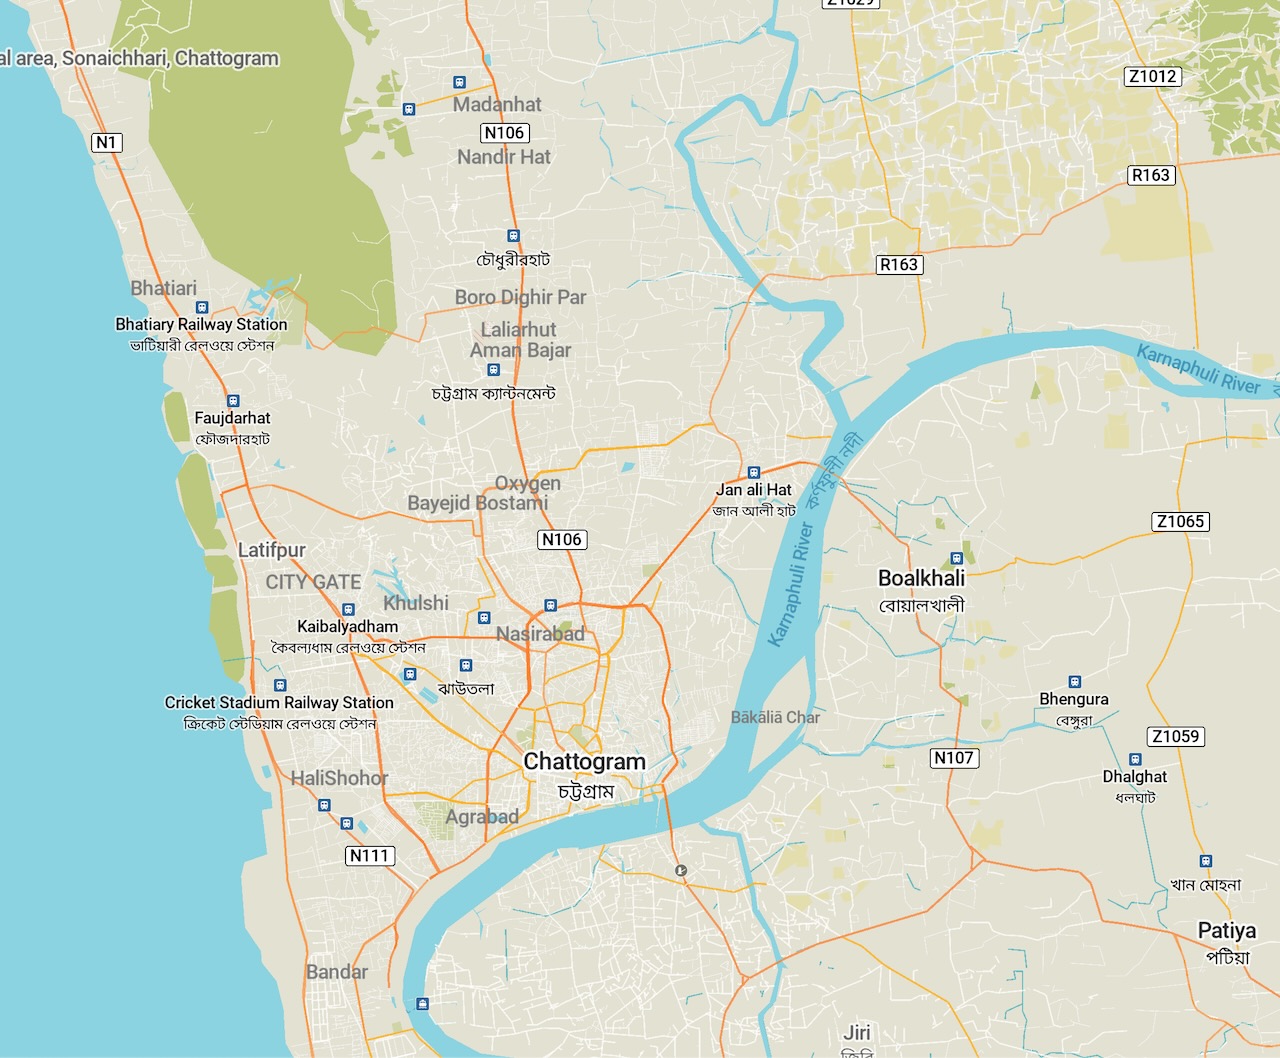 Z1029
al area, Sonaichhari, Chattogram
Z1012
Madanhat
N106
N1
Nandir Hat
R163
চৌধুরীরহাট
R163
Bhatiari
Boro Dighir Par
Bhatiary Railway Station
ভাটিয়ারী রেলওয়ে স্টেশন
Laliarhut
Aman Bajar
Karnaphuli River
চট্টগ্রাম ক্যান্টনমেন্ট
Faujdarhat
ফৌজদারহাট
কর্ণফুলী নদী
Oxygen
Bayejid Bostami
Jan ali Hat
জান আলী হাট
Z1065
N106
Latifpur
CITY GATE
Karnaphuli River
Boalkhali
বোয়ালখালী
Khulshi
Kaibalyadham
কৈবল্যধাম রেলওয়ে স্টেশন
Nasirabad
ঝাউতলা
Cricket Stadium Railway Station
ক্রিকেট স্টেডিয়াম রেলওয়ে স্টেশন
Bhengura
বেঙ্গুরা
Bākāliā Char
Z1059
Chattogram
চট্টগ্রাম
N107
HaliShohor
Dhalghat
ধলঘাট
Agrabad
N111
খান মোহনা
Patiya
পটিয়া
Bandar
Jiri